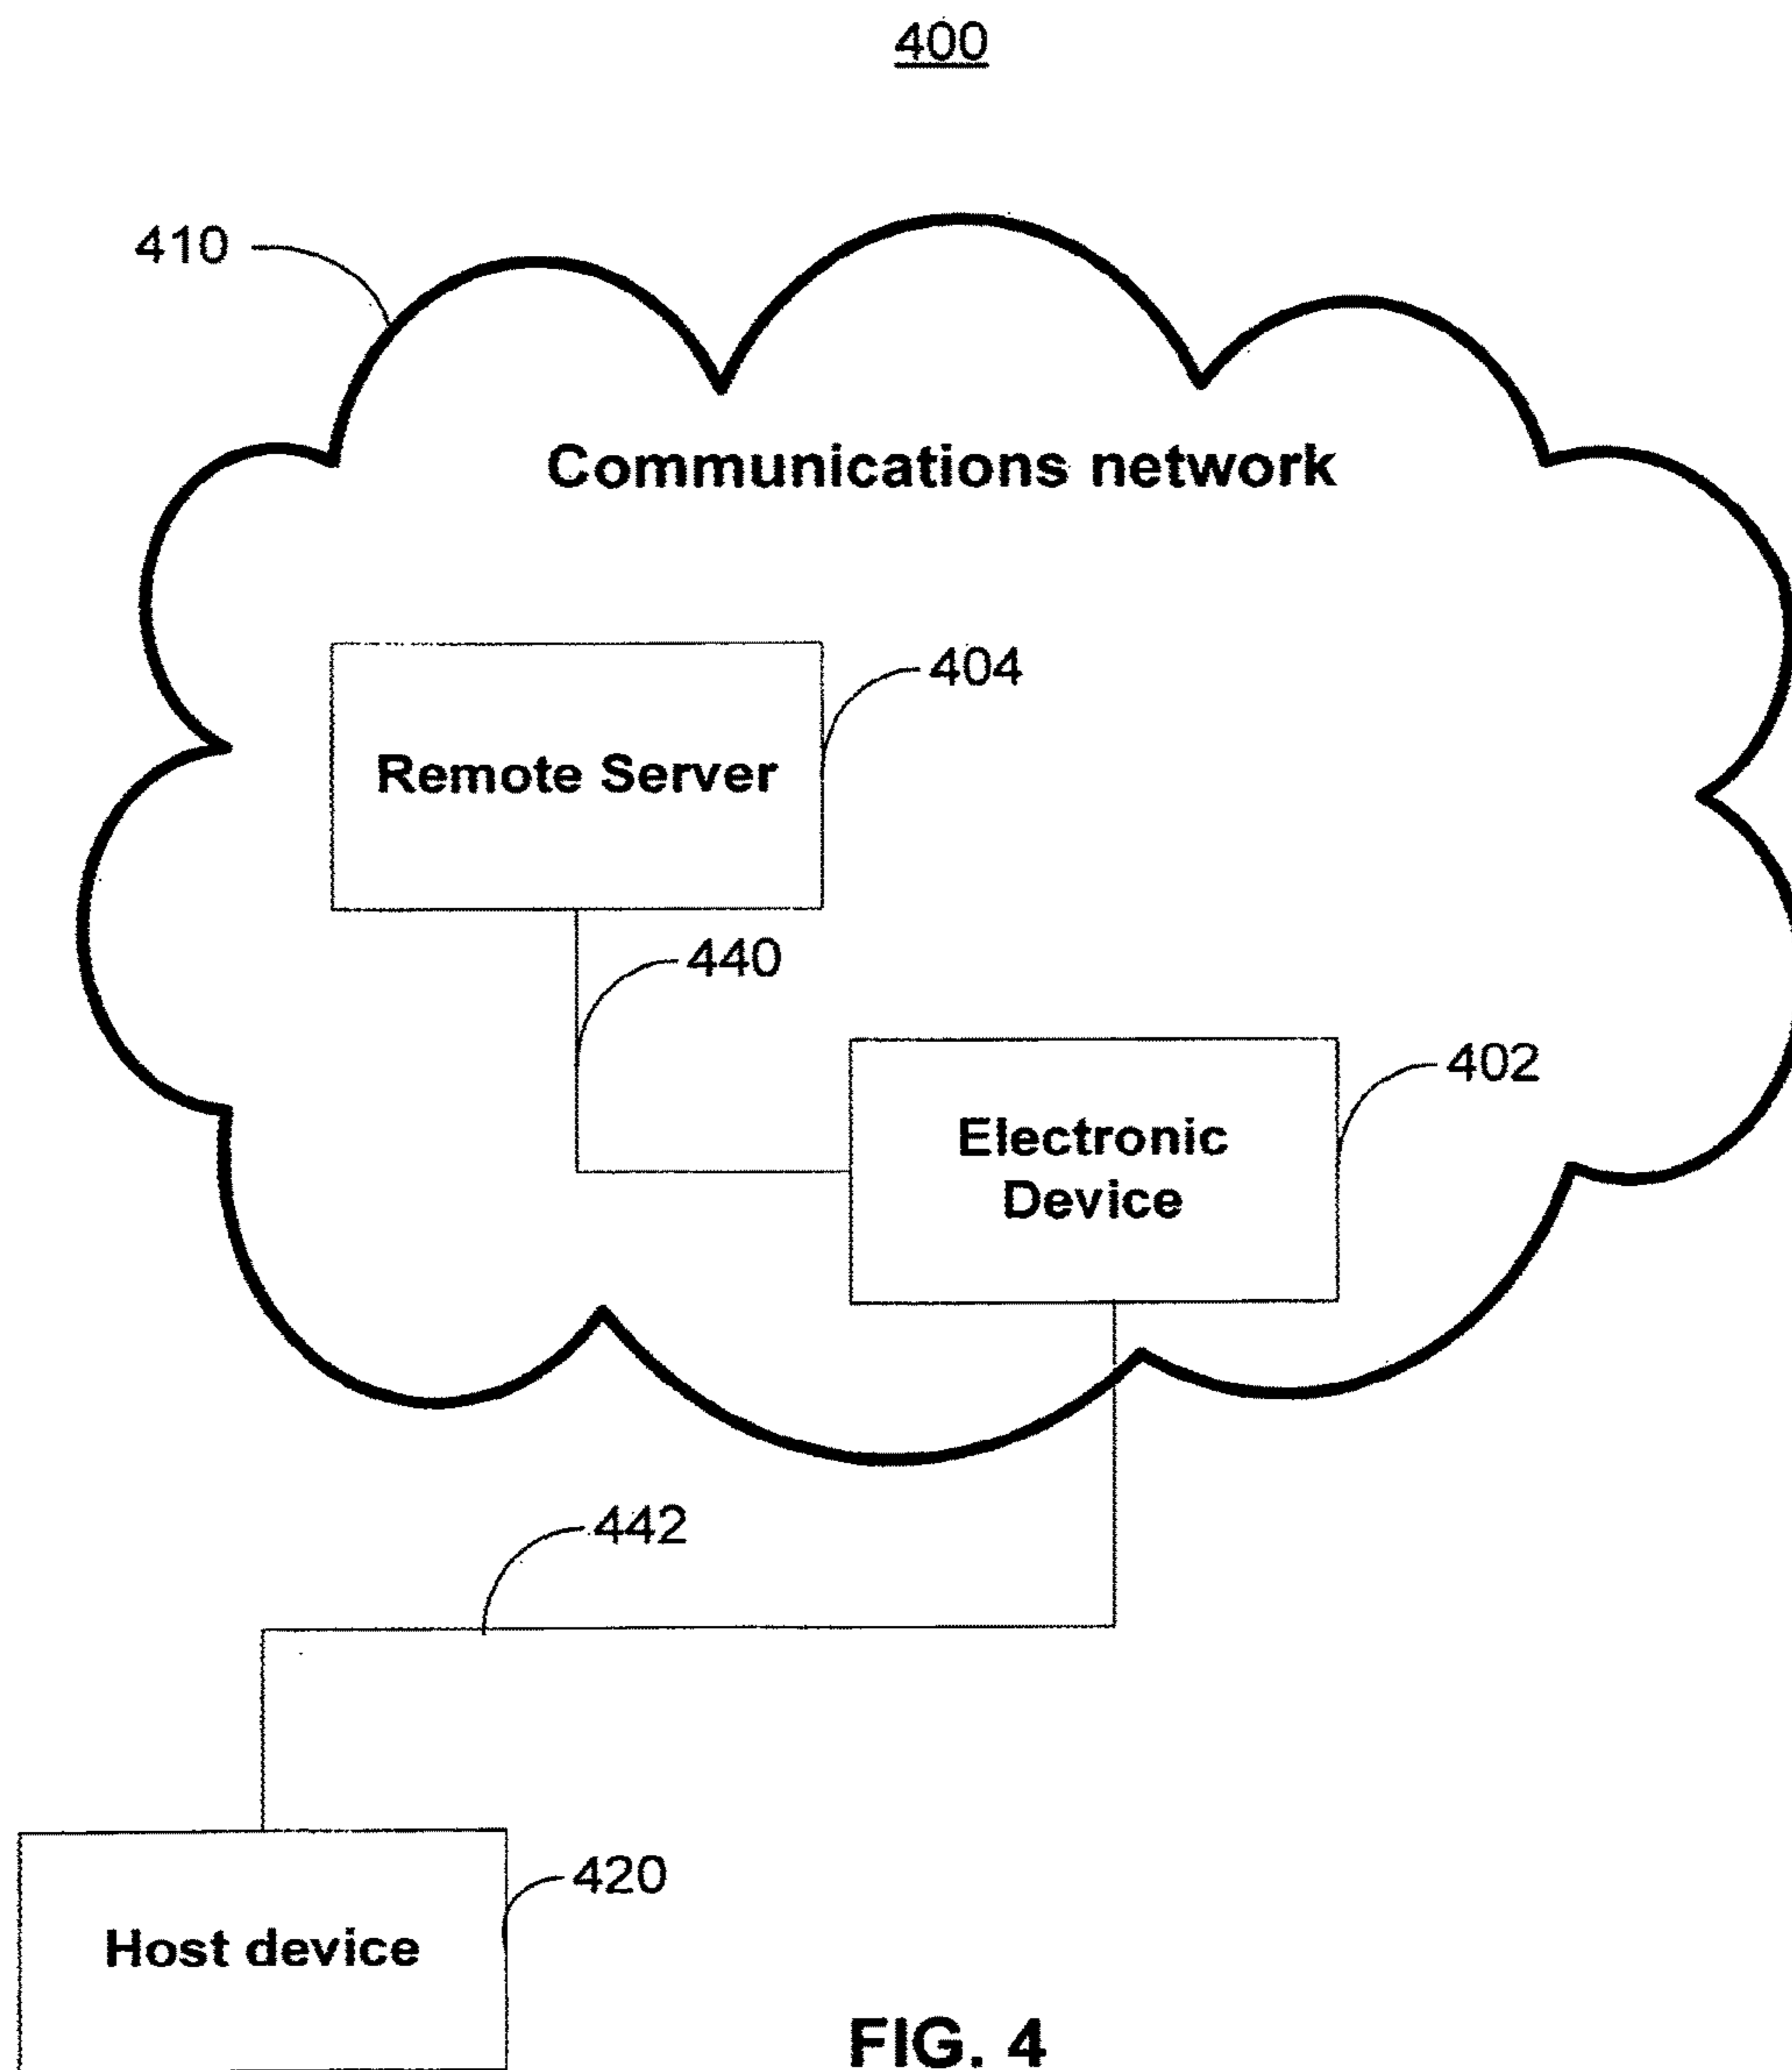 400
410
Communications network
404
Remote Server
440
402
Electronic
Device
442
420
Host device
FIG. 4